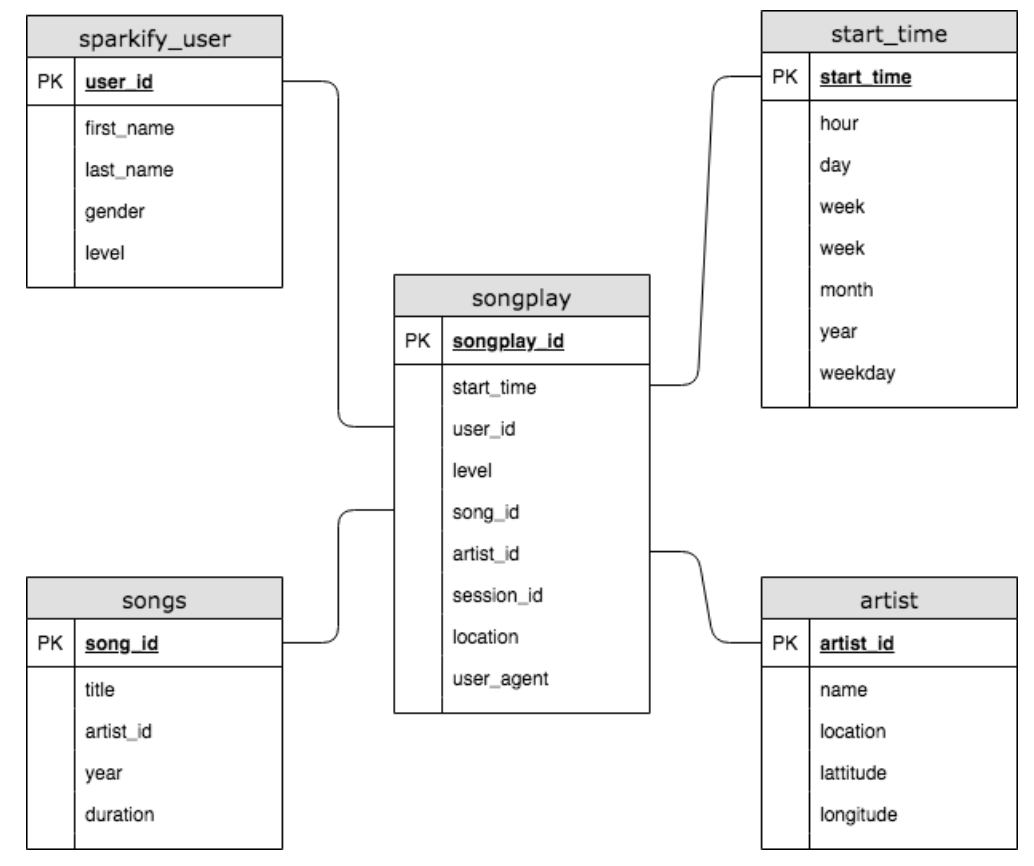 sparkify_user
PK user_id
first_name
last_name
gender
level
start_time
PK start_time
hour
day
week
week
month
year
weekday
songplay
PK songplay_id
start_time
user_id
level
song_id
artist_id
session_id
location
user_agent
songs
PK song_id
title
artist_id
year
duration
artist
PK artist_id
name
location
lattitude
longitude